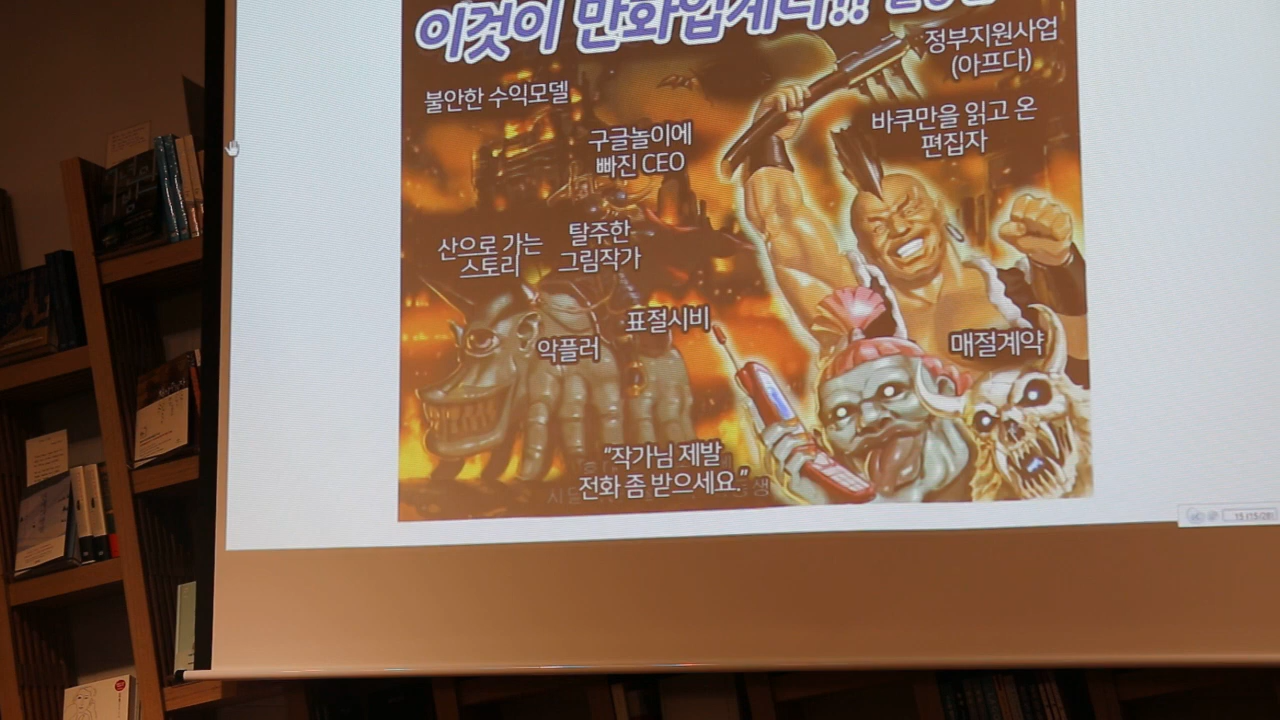 이것이 만화업계다!!
정부지원사업
(아프다)
불안한 수익모델
바쿠만을 읽고 온
편집자
구글놀이에
빠진 CEO
산으로 가는
스토리
탈주한
그림작가
표절시비
악플러
매절계약
“작가님 제발
전화 좀 받으세요.”
15 (15/28)